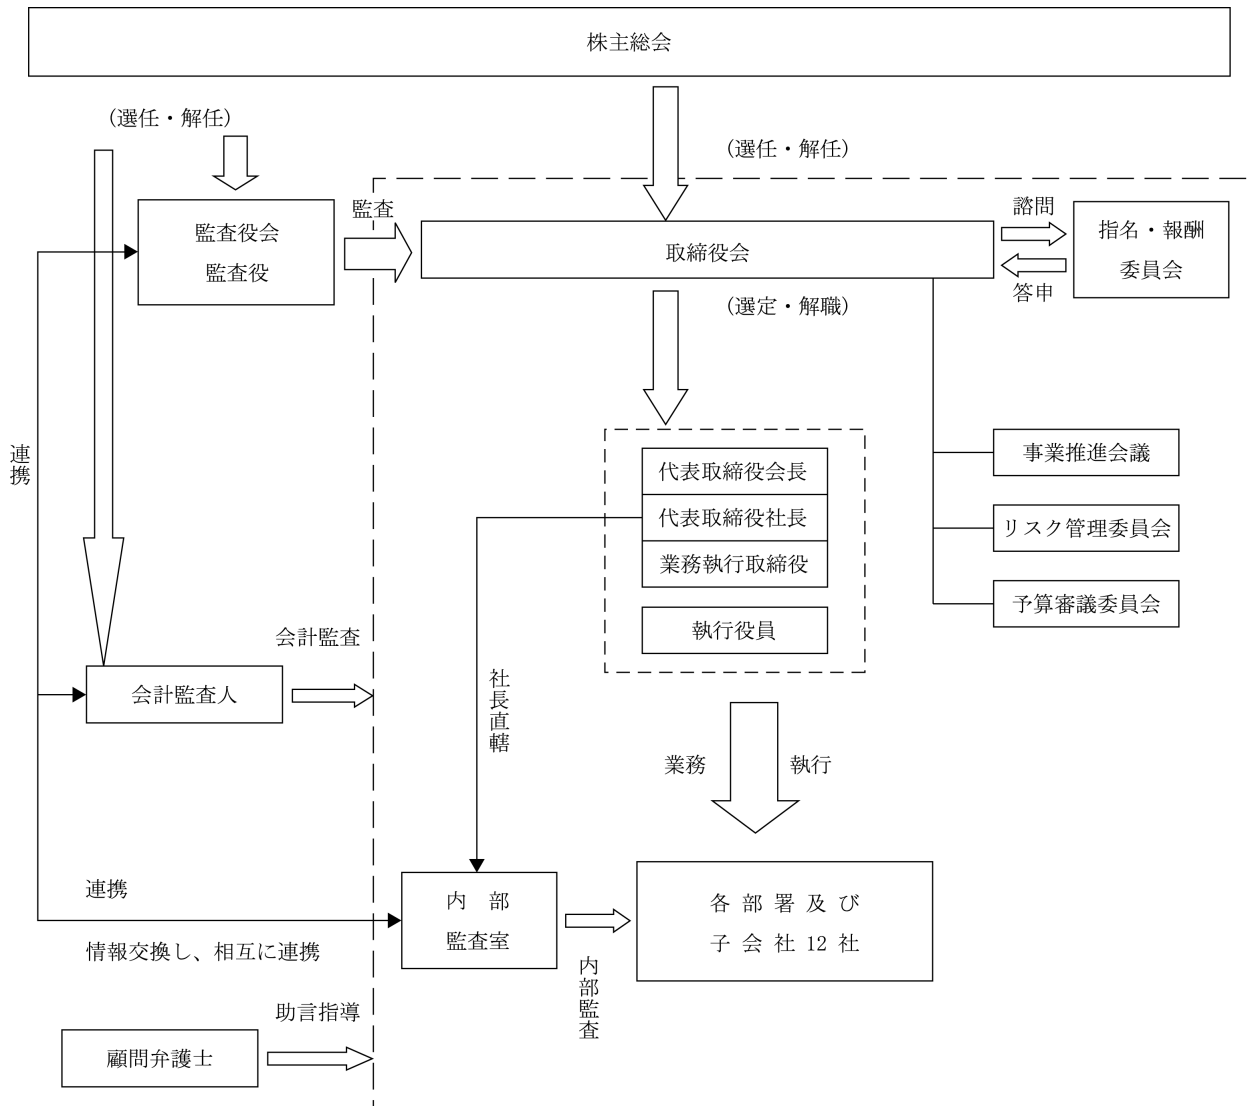 株主総会
（選任・解任）
（選任・解任）
監査役会
監査役
監査
取締役会
諮問
答申
指名・報酬
委員会
（選定・解職）
連携
代表取締役会長
代表取締役社長
業務執行取締役
執行役員
事業推進会議
リスク管理委員会
予算審議委員会
会計監査
会計監査人
社長直轄
業務
執行
連携
情報交換し、相互に連携
内　部
監査室
内部監査
各部署及び
子会社12社
助言指導
顧問弁護士